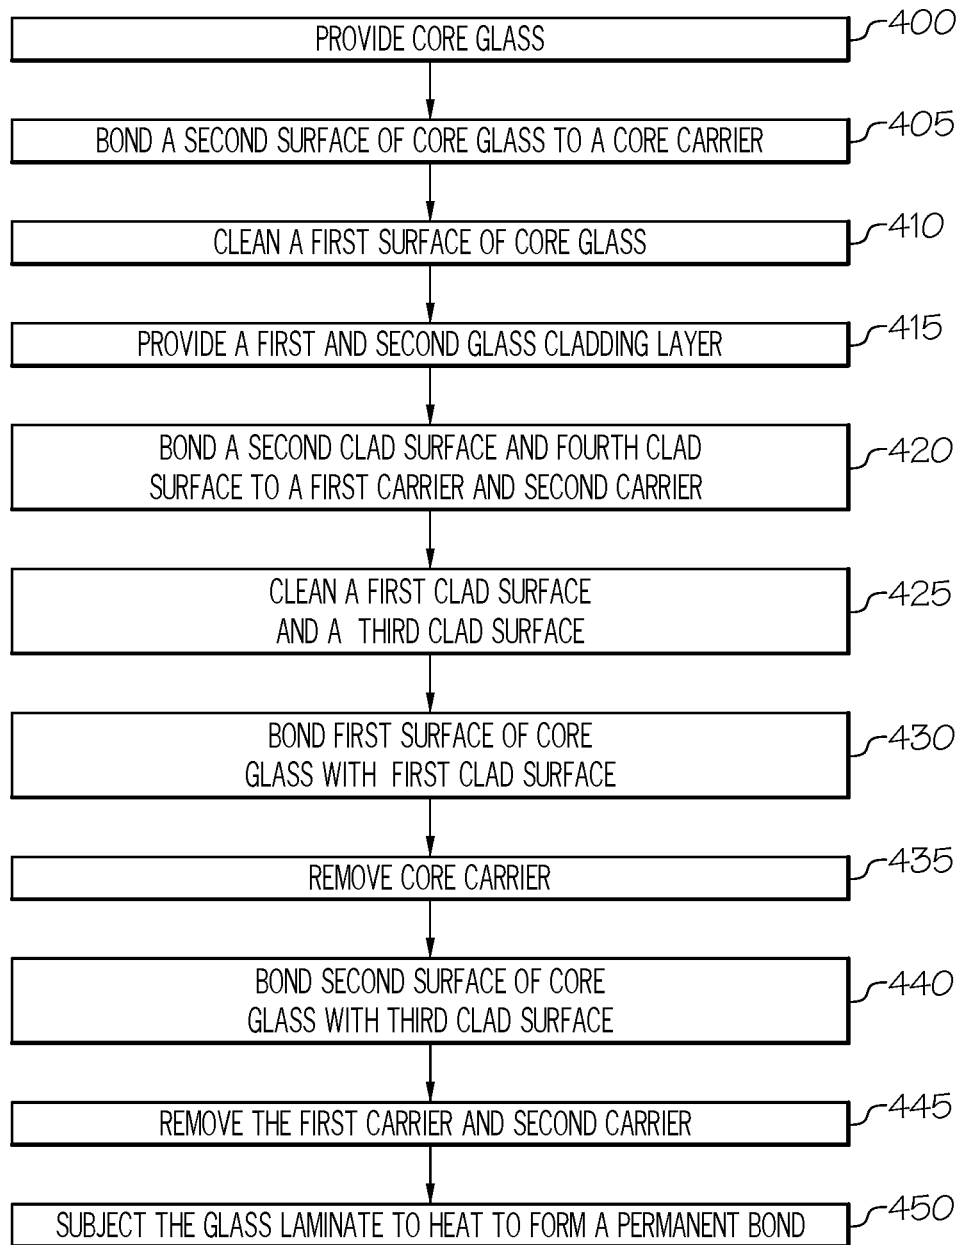 PROVIDE CORE GLASS
400
BOND A SECOND SURFACE OF CORE GLASS TO A CORE CARRIER
405
CLEAN A FIRST SURFACE OF CORE GLASS
410
PROVIDE A FIRST AND SECOND GLASS CLADDING LAYER
415
BOND A SECOND CLAD SURFACE AND FOURTH CLAD
SURFACE TO A FIRST CARRIER AND SECOND CARRIER
420
CLEAN A FIRST CLAD SURFACE
AND A THIRD CLAD SURFACE
425
BOND FIRST SURFACE OF CORE
GLASS WITH FIRST CLAD SURFACE
430
REMOVE CORE CARRIER
435
BOND SECOND SURFACE OF CORE
GLASS WITH THIRD CLAD SURFACE
440
REMOVE THE FIRST CARRIER AND SECOND CARRIER
445
SUBJECT THE GLASS LAMINATE TO HEAT TO FORM A PERMANENT BOND
450